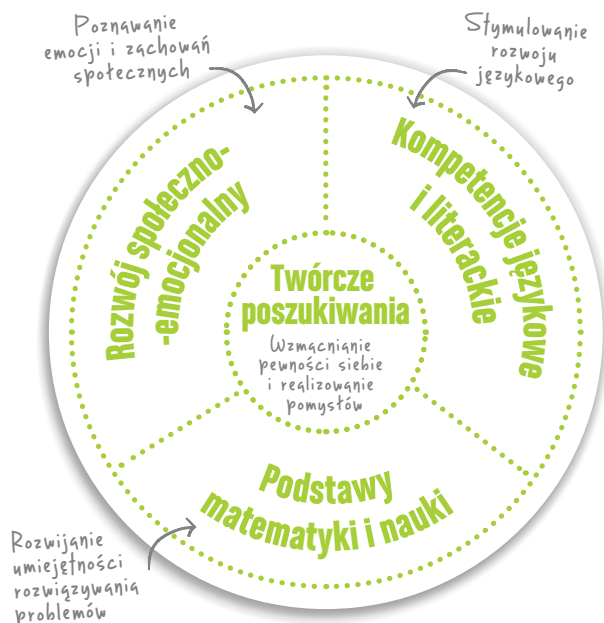 Poznawanie
emocji i zachowań
społecznych
Stymulowanie
rozwoju
językowego
Rozwój społeczno-
-emocjonalny
Kompetencje językowe
i literackie
Twórcze
poszukiwania
Wzmacnianie
pewności siebie
i realizowanie
pomysłów
Podstawy
matematyki i nauki
Rozwijanie
umiejętności
rozwiązywania
problemów